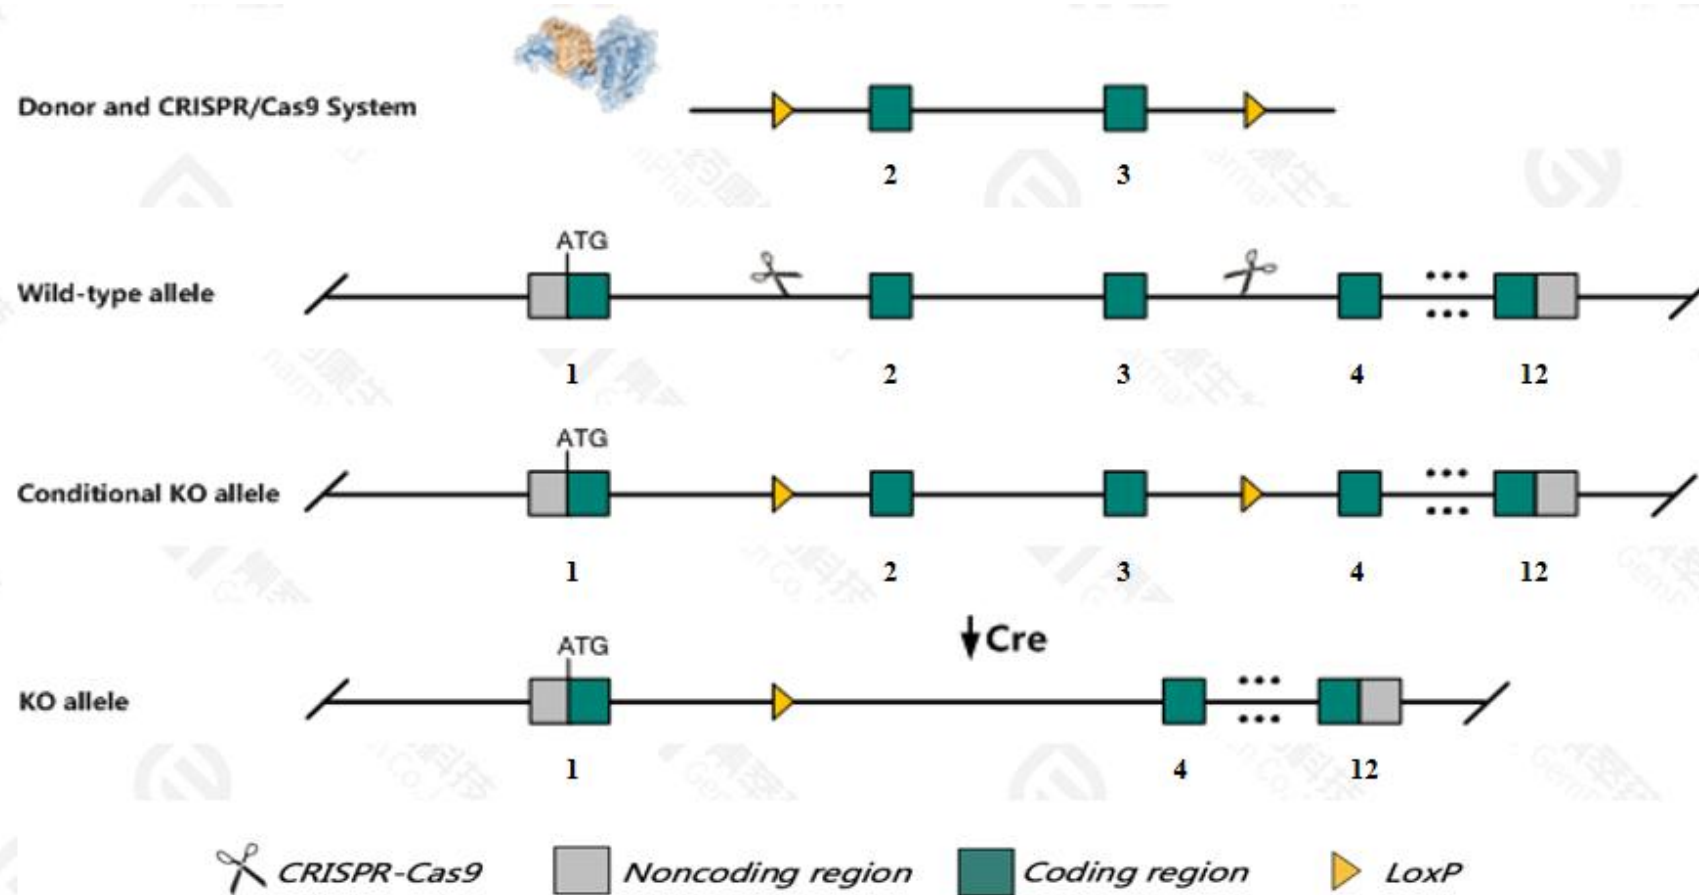 Donor and CRISPR/Cas9 System
2 3
ATG
Wild-type allele
1 2 3 4 12
ATG
Conditional KO allele
1 2 3 4 12
Cre
ATG
KO allele
1 4 12
CRISPR-Cas9 Noncoding region Coding region LoxP